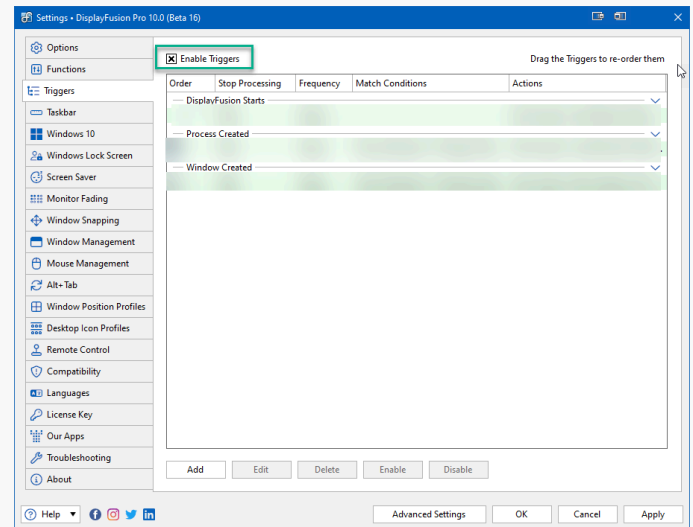 Settings • DisplayFusion Pro 10.0 (Beta 16)
Options
Functions
Triggers
Taskbar
Windows 10
Windows Lock Screen
Screen Saver
Monitor Fading
Window Snapping
Window Management
Mouse Management
Alt+Tab
Window Position Profiles
Desktop Icon Profiles
Remote Control
Compatibility
Languages
License Key
Our Apps
Troubleshooting
About
Enable Triggers
Drag the Triggers to re-order them
Order Stop Processing Frequency Match Conditions Actions
DisplayFusion Starts
Process Created
Window Created
Add Edit Delete Enable Disable
Help Advanced Settings OK Cancel Apply